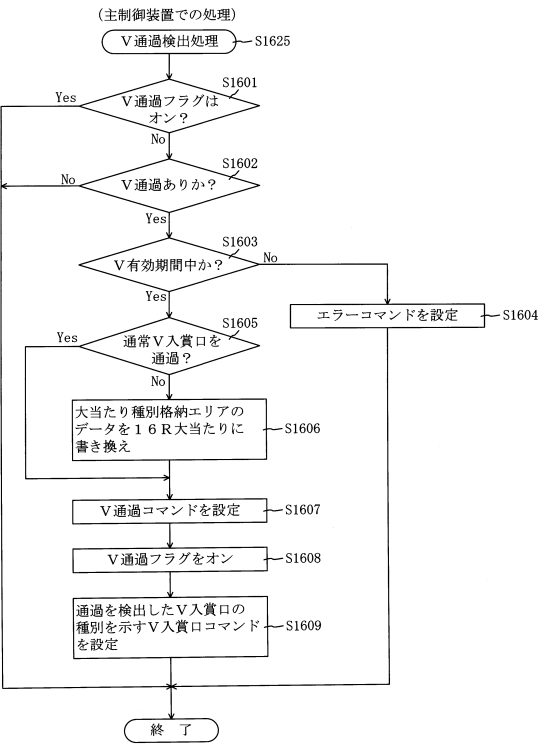 (主制御装置での処理)
V通過検出処理
S1625
S1601
Yes
V通過フラグは
オン?
No
S1602
No
V通過ありか?
Yes
S1603
V有効期間中か?
No
Yes
エラーコマンドを設定
S1604
S1605
Yes
通常V入賞口を
通過?
No
大当たり種別格納エリアの
データを16R大当たりに
書き換え
S1606
V通過コマンドを設定
S1607
V通過フラグをオン
S1608
通過を検出したV入賞口の
種別を示すV入賞口コマンド
を設定
S1609
終 了